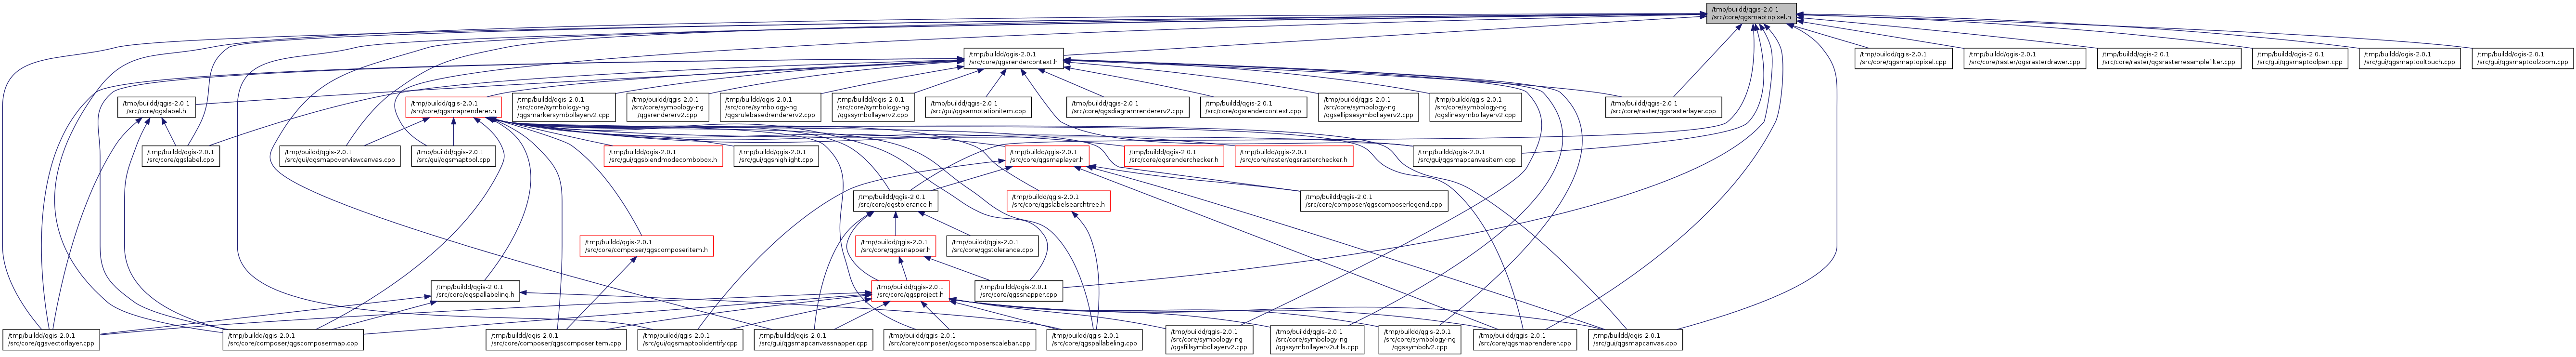 /tmp/buildd/qgis-2.0.1
/src/core/qgsmaptopixel.h
/tmp/buildd/qgis-2.0.1
/src/core/qgsrendercontext.h
/tmp/buildd/qgis-2.0.1
/src/core/qgsmaptopixel.cpp
/tmp/buildd/qgis-2.0.1
/src/core/raster/qgsrasterdrawer.cpp
/tmp/buildd/qgis-2.0.1
/src/core/raster/qgsrasterresamplefilter.cpp
/tmp/buildd/qgis-2.0.1
/src/gui/qgsmaptoolpan.cpp
/tmp/buildd/qgis-2.0.1
/src/gui/qgsmaptooltouch.cpp
/tmp/buildd/qgis-2.0.1
/src/gui/qgsmaptoolzoom.cpp
/tmp/buildd/qgis-2.0.1
/src/core/qgslabel.h
/tmp/buildd/qgis-2.0.1
/src/core/qgsmaprenderer.h
/tmp/buildd/qgis-2.0.1
/src/core/symbology-ng
/qgsmarkersymbollayerv2.cpp
/tmp/buildd/qgis-2.0.1
/src/core/symbology-ng
/qgsrendererv2.cpp
/tmp/buildd/qgis-2.0.1
/src/core/symbology-ng
/qgsrulebasedrendererv2.cpp
/tmp/buildd/qgis-2.0.1
/src/core/symbology-ng
/qgssymbollayerv2.cpp
/tmp/buildd/qgis-2.0.1
/src/gui/qgsannotationitem.cpp
/tmp/buildd/qgis-2.0.1
/src/core/qgsdiagramrendererv2.cpp
/tmp/buildd/qgis-2.0.1
/src/core/qgsrendercontext.cpp
/tmp/buildd/qgis-2.0.1
/src/core/symbology-ng
/qgsellipsesymbollayerv2.cpp
/tmp/buildd/qgis-2.0.1
/src/core/symbology-ng
/qgslinesymbollayerv2.cpp
/tmp/buildd/qgis-2.0.1
/src/core/raster/qgsrasterlayer.cpp
/tmp/buildd/qgis-2.0.1
/src/core/qgslabel.cpp
/tmp/buildd/qgis-2.0.1
/src/gui/qgsmapoverviewcanvas.cpp
/tmp/buildd/qgis-2.0.1
/src/gui/qgsmaptool.cpp
/tmp/buildd/qgis-2.0.1
/src/gui/qgsblendmodecombobox.h
/tmp/buildd/qgis-2.0.1
/src/gui/qgshighlight.cpp
/tmp/buildd/qgis-2.0.1
/src/core/qgsmaplayer.h
/tmp/buildd/qgis-2.0.1
/src/core/qgsrenderchecker.h
/tmp/buildd/qgis-2.0.1
/src/core/raster/qgsrasterchecker.h
/tmp/buildd/qgis-2.0.1
/src/gui/qgsmapcanvasitem.cpp
/tmp/buildd/qgis-2.0.1
/src/core/qgstolerance.h
/tmp/buildd/qgis-2.0.1
/src/core/qgslabelsearchtree.h
/tmp/buildd/qgis-2.0.1
/src/core/composer/qgscomposerlegend.cpp
/tmp/buildd/qgis-2.0.1
/src/core/composer/qgscomposeritem.h
/tmp/buildd/qgis-2.0.1
/src/core/qgssnapper.h
/tmp/buildd/qgis-2.0.1
/src/core/qgstolerance.cpp
/tmp/buildd/qgis-2.0.1
/src/core/qgspallabeling.h
/tmp/buildd/qgis-2.0.1
/src/core/qgsproject.h
/tmp/buildd/qgis-2.0.1
/src/core/qgssnapper.cpp
/tmp/buildd/qgis-2.0.1
/src/core/qgsvectorlayer.cpp
/tmp/buildd/qgis-2.0.1
/src/core/composer/qgscomposermap.cpp
/tmp/buildd/qgis-2.0.1
/src/core/composer/qgscomposeritem.cpp
/tmp/buildd/qgis-2.0.1
/src/gui/qgsmaptoolidentify.cpp
/tmp/buildd/qgis-2.0.1
/src/gui/qgsmapcanvassnapper.cpp
/tmp/buildd/qgis-2.0.1
/src/core/composer/qgscomposerscalebar.cpp
/tmp/buildd/qgis-2.0.1
/src/core/qgspallabeling.cpp
/tmp/buildd/qgis-2.0.1
/src/core/symbology-ng
/qgsfillsymbollayerv2.cpp
/tmp/buildd/qgis-2.0.1
/src/core/symbology-ng
/qgssymbollayerv2utils.cpp
/tmp/buildd/qgis-2.0.1
/src/core/symbology-ng
/qgssymbolv2.cpp
/tmp/buildd/qgis-2.0.1
/src/core/qgsmaprenderer.cpp
/tmp/buildd/qgis-2.0.1
/src/gui/qgsmapcanvas.cpp